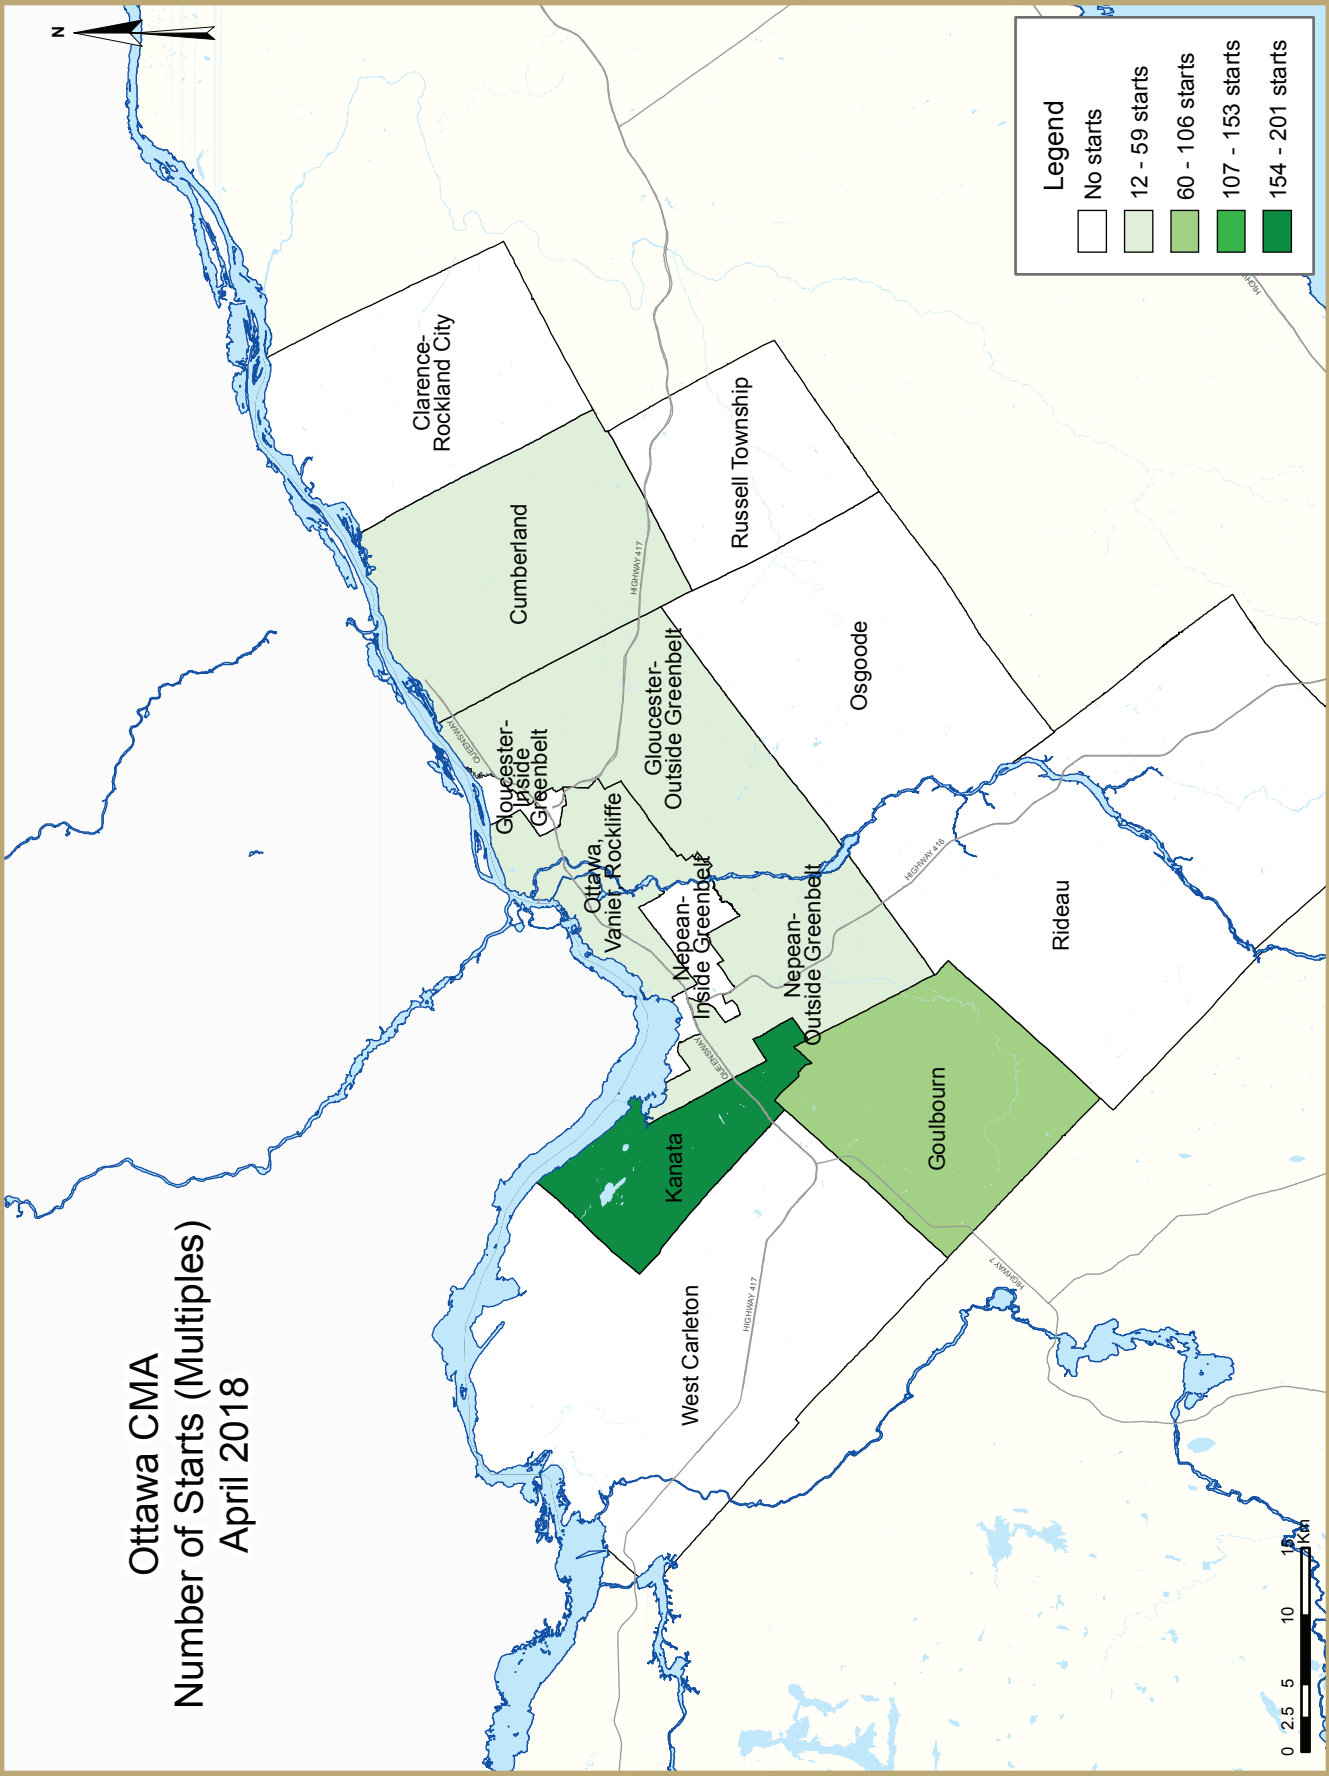 Ottawa CMA
Number of Starts (Multiples)
April 2018
N
West Carleton
Kanata
Goulbourn
Rideau
Nepean-
Inside Greenbelt
Nepean-
Outside Greenbelt
Ottawa,
Vanier, Rockliffe
Gloucester-
Inside
Greenbelt
Gloucester-
Outside Greenbelt
Osgoode
Cumberland
Russell Township
Clarence-
Rockland City
HIGHWAY 417
HIGHWAY 7
QUEENSWAY
HIGHWAY 416
QUEENSWAY
HIGHWAY 417
Legend
No starts
12 - 59 starts
60 - 106 starts
107 - 153 starts
154 - 201 starts
0 2.5 5 10 15
Km